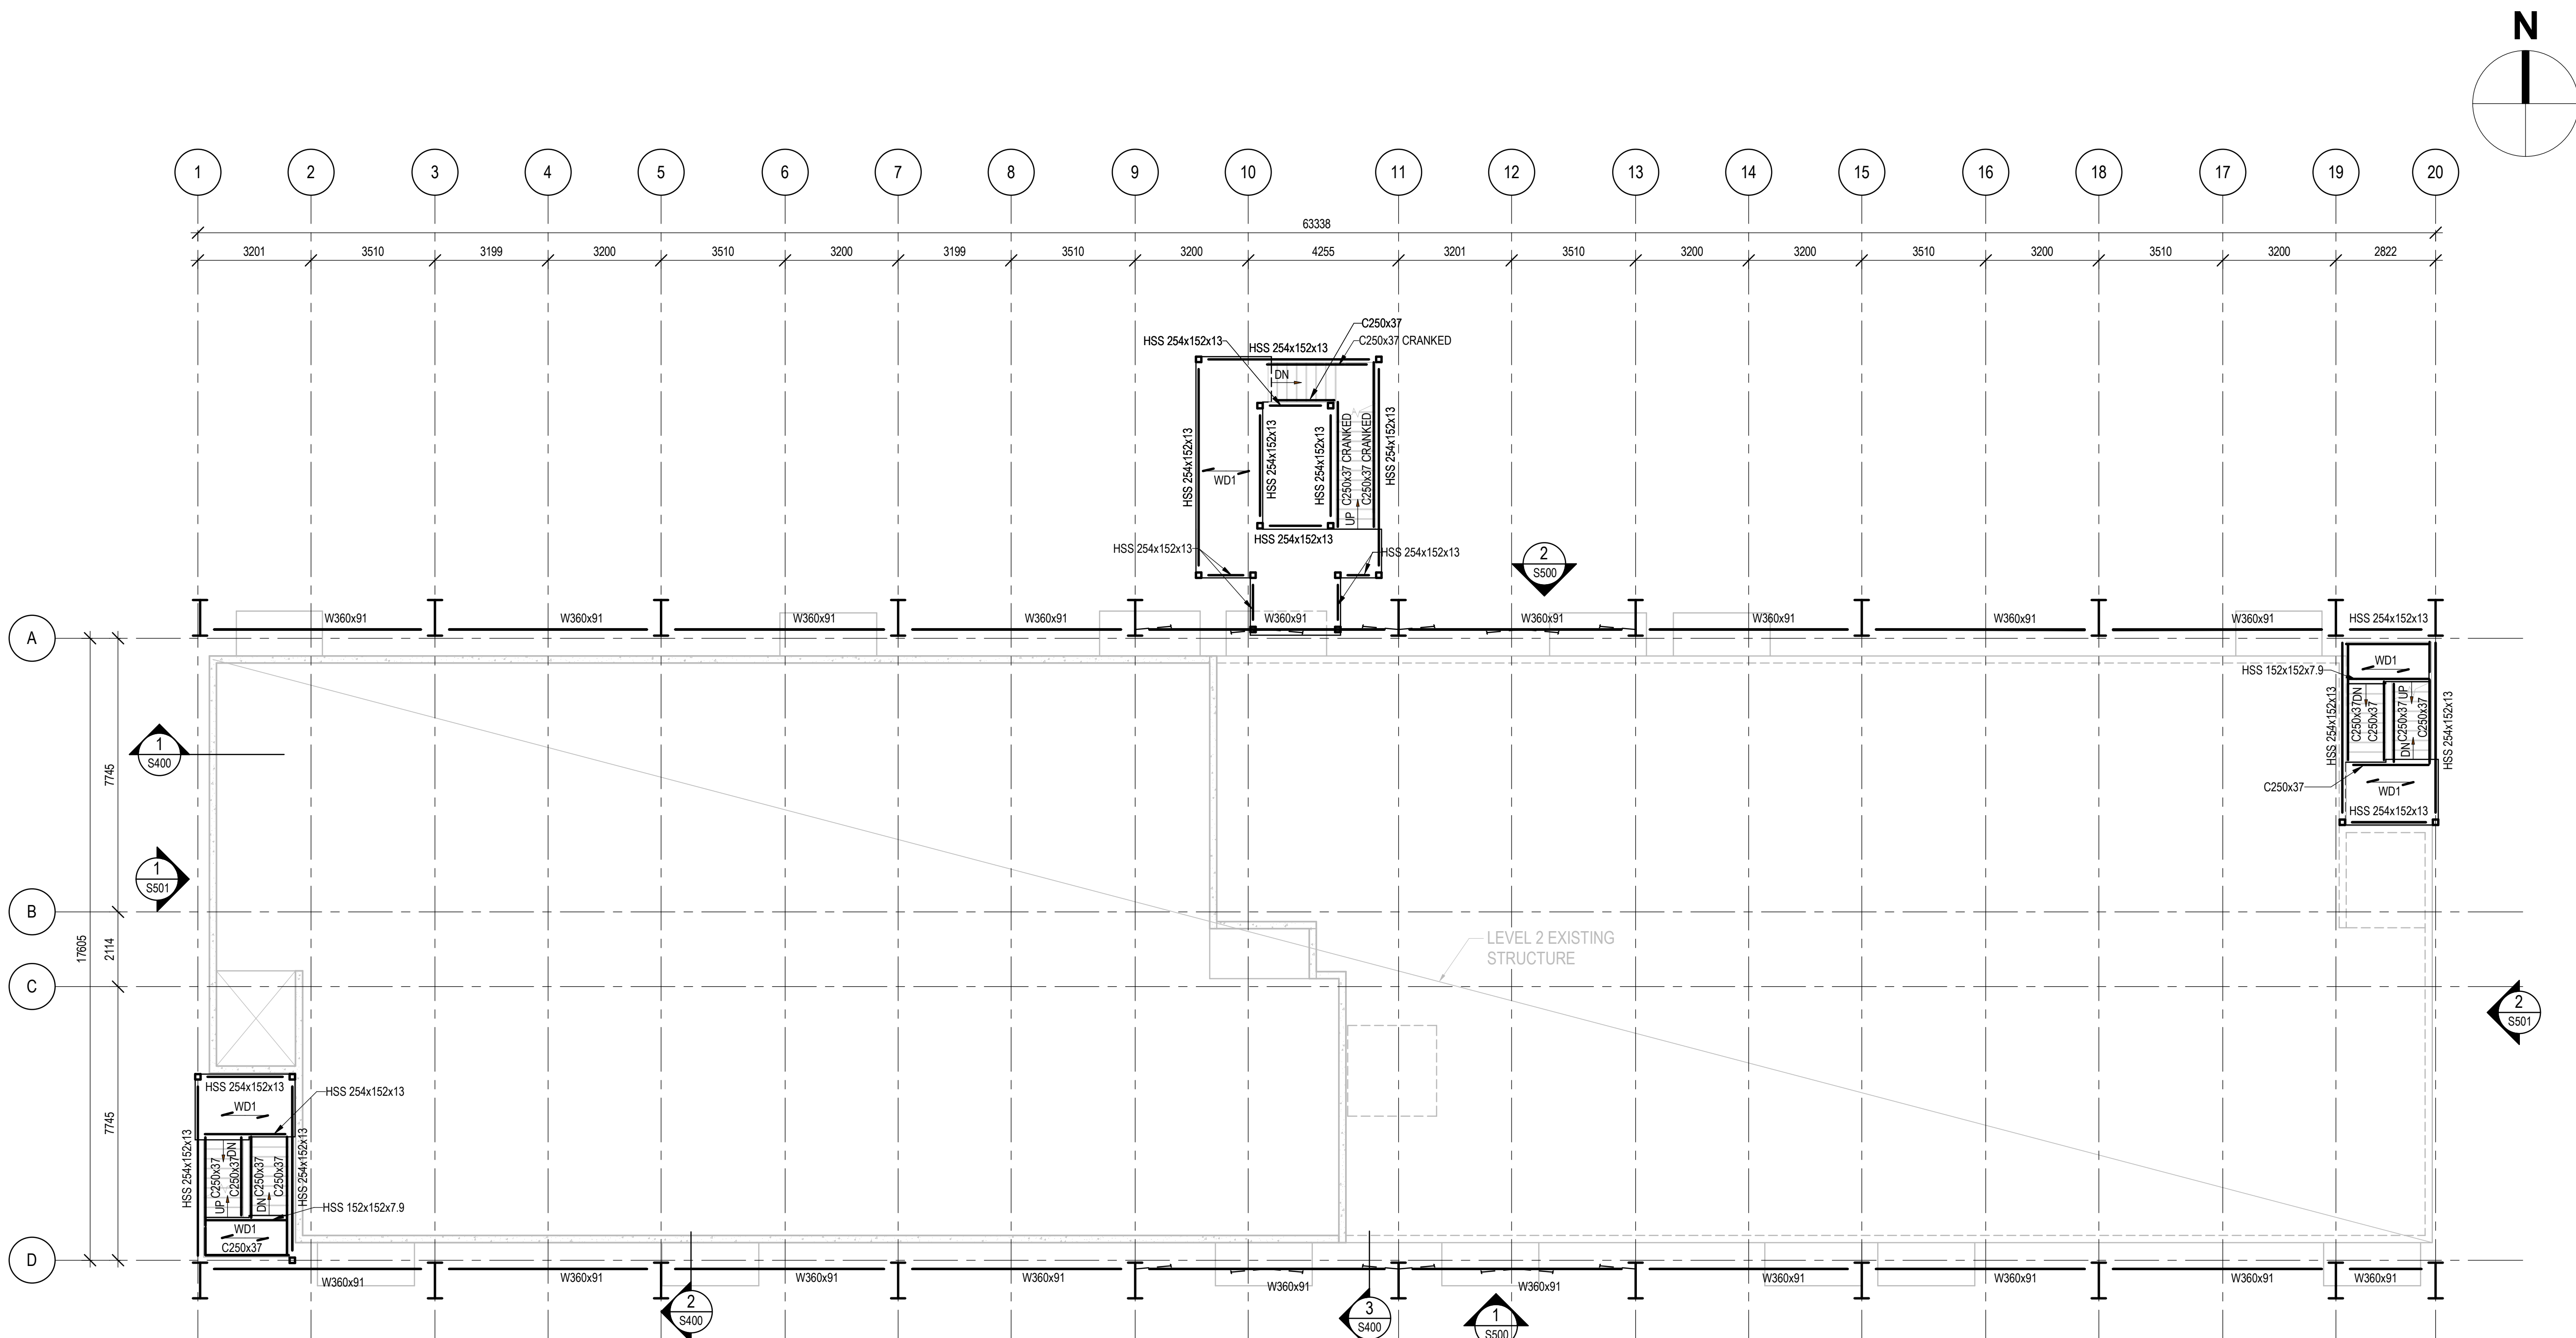 N
1 2 3 4 5 6 7 8 9 10 11 12 13 14 15 16 18 17 19 20
63338
3201 3510 3199 3200 3510 3200 3199 3510 3200 4255 3201 3510 3200 3200 3510 3200 3510 3200 2822
C250x37
HSS 254x152x13 HSS 254x152x13 C250x37 CRANKED
DN
HSS 254x152x13
WD1
HSS 254x152x13
HSS 254x152x13
C250x37 CRANKED
C250x37 CRANKED
UP
HSS 254x152x13
HSS 254x152x13
HSS 254x152x13 HSS 254x152x13
2
S500
A
W360x91 W360x91 W360x91 W360x91 W360x91 W360x91 W360x91 W360x91 W360x91 HSS 254x152x13
WD1
HSS 152x152x7.9
HSS 254x152x13
DN
C250x37
C250x37
UP
C250x37
DN
C250x37
HSS 254x152x13
C250x37
WD1
HSS 254x152x13
1
S400
7745
1
S501
B
17605
2114
LEVEL 2 EXISTING
STRUCTURE
C
2
S501
7745
HSS 254x152x13
HSS 254x152x13
WD1
HSS 254x152x13
DN
C250x37
C250x37
C250x37
C250x37
HSS 254x152x13
UP
DN
HSS 152x152x7.9
WD1
C250x37
D
W360x91 W360x91 W360x91 W360x91 W360x91 W360x91 W360x91 W360x91 W360x91 W360x91
2
S400
3
S400
1
S500